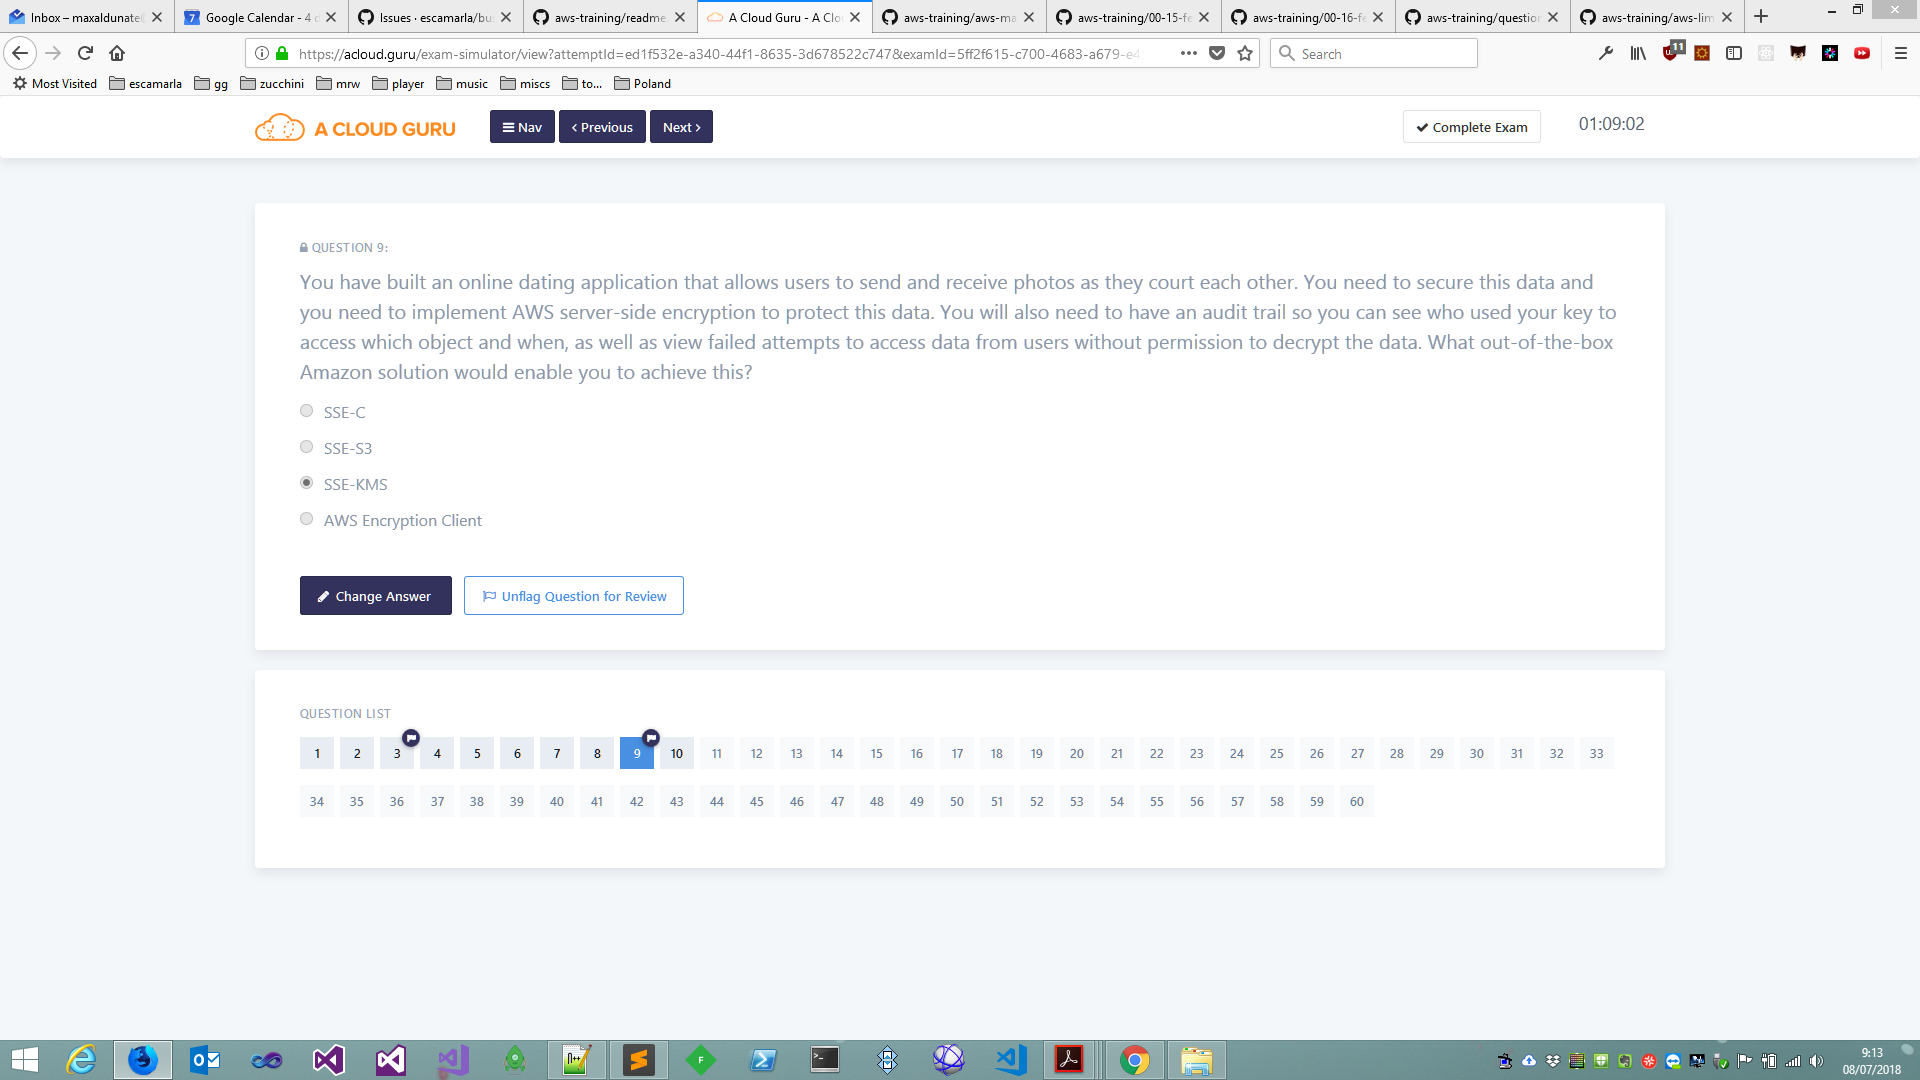 Inbox – maxaldunate
Google Calendar - 4 d
Issues · escamarla/bu
aws-training/readme
A Cloud Guru - A Clo
aws-training/aws-ma
aws-training/00-15-fe
aws-training/00-16-fe
aws-training/question
aws-training/aws-lim
https://acloud.guru/exam-simulator/view?attemptId=ed1f532e-a340-44f1-8635-3d678522c747&examId=5ff2f615-c700-4683-a679-e4
Search
11
Most Visited
escamarla
gg
zucchini
mrw
player
music
miscs
to...
Poland
A CLOUD GURU
Nav
Previous
Next
Complete Exam
01:09:02
QUESTION 9:
You have built an online dating application that allows users to send and receive photos as they court each other. You need to secure this data and
you need to implement AWS server-side encryption to protect this data. You will also need to have an audit trail so you can see who used your key to
access which object and when, as well as view failed attempts to access data from users without permission to decrypt the data. What out-of-the-box
Amazon solution would enable you to achieve this?
SSE-C
SSE-S3
SSE-KMS
AWS Encryption Client
Change Answer
Unflag Question for Review
QUESTION LIST
1 2 3 4 5 6 7 8 9 10 11 12 13 14 15 16 17 18 19 20 21 22 23 24 25 26 27 28 29 30 31 32 33
34 35 36 37 38 39 40 41 42 43 44 45 46 47 48 49 50 51 52 53 54 55 56 57 58 59 60
9:13
08/07/2018